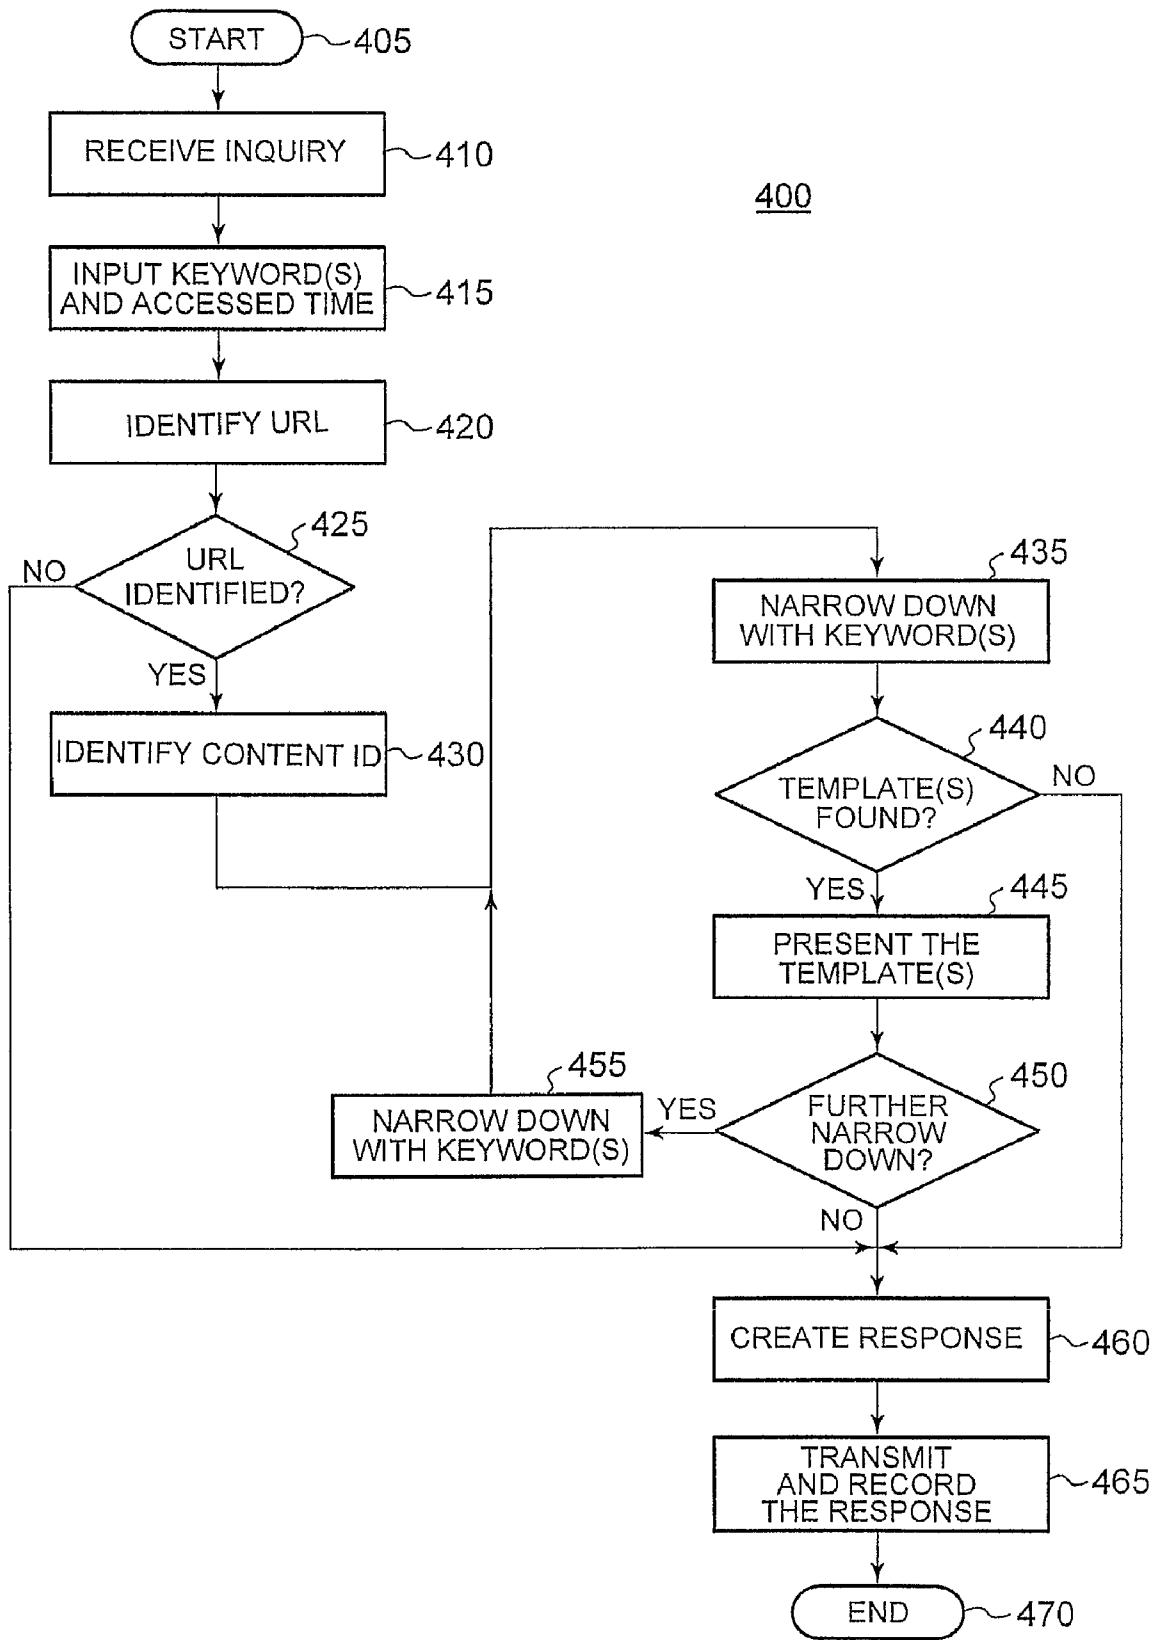 START
405
RECEIVE INQUIRY
410
400
INPUT KEYWORD(S)
AND ACCESSED TIME
415
IDENTIFY URL
420
425
URL
IDENTIFIED?
NO
YES
IDENTIFY CONTENT ID
430
435
NARROW DOWN
WITH KEYWORD(S)
440
TEMPLATE(S)
FOUND?
NO
YES
445
PRESENT THE
TEMPLATE(S)
450
FURTHER
NARROW
DOWN?
YES
455
NARROW DOWN
WITH KEYWORD(S)
NO
CREATE RESPONSE
460
TRANSMIT
AND RECORD
THE RESPONSE
465
END
470